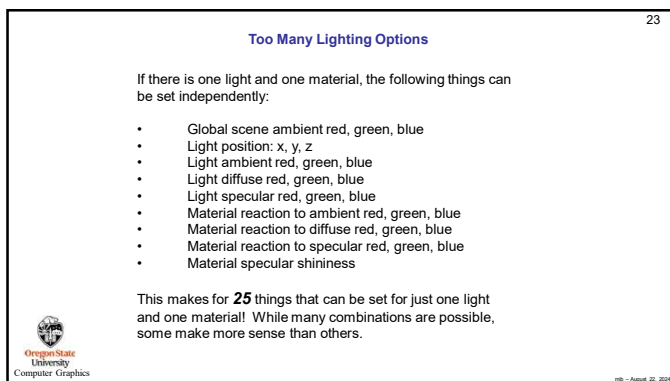 23
Too Many Lighting Options
If there is one light and one material, the following things can
be set independently:
• Global scene ambient red, green, blue
• Light position: x, y, z
• Light ambient red, green, blue
• Light diffuse red, green, blue
• Light specular red, green, blue
• Material reaction to ambient red, green, blue
• Material reaction to diffuse red, green, blue
• Material reaction to specular red, green, blue
• Material specular shininess
This makes for 25 things that can be set for just one light
and one material! While many combinations are possible,
some make more sense than others.
Oregon State
University
Computer Graphics
mjb – August 22, 2024